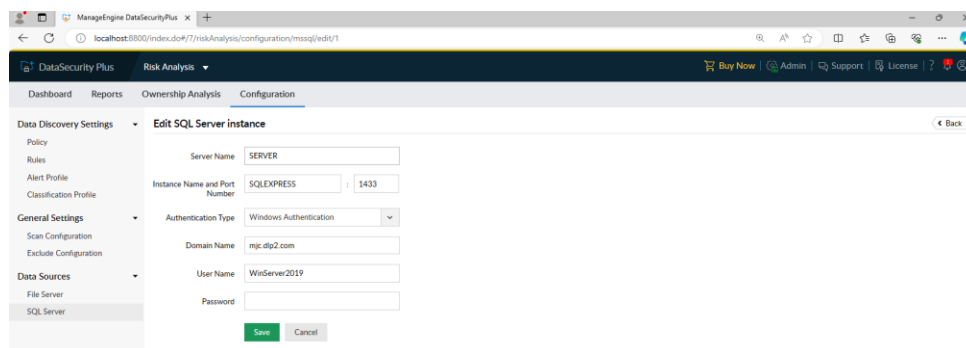 ManageEngine DataSecurityPlus
localhost:8800/index.do#/7/riskAnalysis/configuration/mssql/edit/1
DataSecurity Plus
Risk Analysis
Buy Now
Admin
Support
License
?
Dashboard
Reports
Ownership Analysis
Configuration
Data Discovery Settings
Policy
Rules
Alert Profile
Classification Profile
General Settings
Scan Configuration
Exclude Configuration
Data Sources
File Server
SQL Server
Edit SQL Server instance
Back
Server Name
SERVER
Instance Name and Port
Number
SQLEXPRESS : 1433
Authentication Type
Windows Authentication
Domain Name
mjc.dlp2.com
User Name
WinServer2019
Password
Save
Cancel